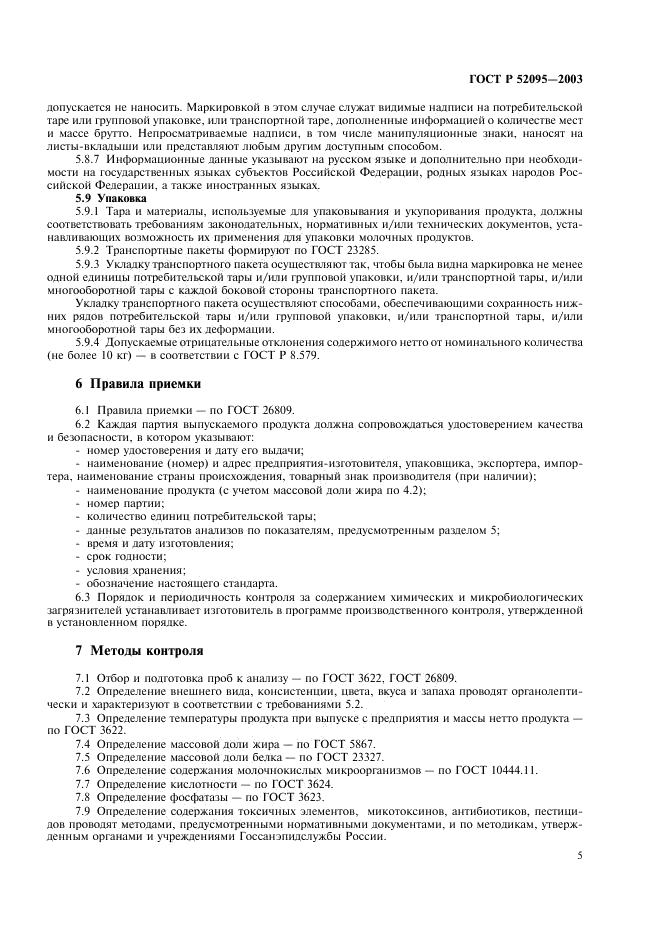 ГОСТ Р 52095—2003
допускается не наносить. Маркировкой в этом случае служат видимые надписи на потребительской
таре или групповой упаковке, или транспортной таре, дополненные информацией о количестве мест
и массе брутто. Непросматриваемые надписи, в том числе манипуляционные знаки, наносят на
листы-вкладыши или представляют любым другим доступным способом.
5.8.7 Информационные данные указывают на русском языке и дополнительно при необходи-
мости на государственных языках субъектов Российской Федерации, родных языках народов Рос-
сийской Федерации, а также иностранных языках.
5.9 Упаковка
5.9.1 Тара и материалы, используемые для упаковывания и укупоривания продукта, должны
соответствовать требованиям законодательных, нормативных и/или технических документов, уста-
навливающих возможность их применения для упаковки молочных продуктов.
5.9.2 Транспортные пакеты формируют по ГОСТ 23285.
5.9.3 Укладку транспортного пакета осуществляют так, чтобы была видна маркировка не менее
одной единицы потребительской тары и/или групповой упаковки, и/или транспортной тары, и/или
многооборотной тары с каждой боковой стороны транспортного пакета.
Укладку транспортного пакета осуществляют способами, обеспечивающими сохранность ниж-
них рядов потребительской тары и/или групповой упаковки, и/или транспортной тары, и/или
многооборотной тары без их деформации.
5.9.4 Допускаемые отрицательные отклонения содержимого нетто от номинального количества
(не более 10 кг) — в соответствии с ГОСТ Р 8.579.
6 Правила приемки
6.1 Правила приемки — по ГОСТ 26809.
6.2 Каждая партия выпускаемого продукта должна сопровождаться удостоверением качества
и безопасности, в котором указывают:
- номер удостоверения и дату его выдачи;
- наименование (номер) и адрес предприятия-изготовителя, упаковщика, экспортера, импор-
тера, наименование страны происхождения, товарный знак производителя (при наличии);
- наименование продукта (с учетом массовой доли жира по 4.2);
- номер партии;
- количество единиц потребительской тары;
- данные результатов анализов по показателям, предусмотренным разделом 5;
- время и дату изготовления;
- срок годности;
- условия хранения;
- обозначение настоящего стандарта.
6.3 Порядок и периодичность контроля за содержанием химических и микробиологических
загрязнителей устанавливает изготовитель в программе производственного контроля, утвержденной
в установленном порядке.
7 Методы контроля
7.1 Отбор и подготовка проб к анализу — по ГОСТ 3622, ГОСТ 26809.
7.2 Определение внешнего вида, консистенции, цвета, вкуса и запаха проводят органолепти-
чески и характеризуют в соответствии с требованиями 5.2.
7.3 Определение температуры продукта при выпуске с предприятия и массы нетто продукта —
по ГОСТ 3622.
7.4 Определение массовой доли жира — по ГОСТ 5867.
7.5 Определение массовой доли белка — по ГОСТ 23327.
7.6 Определение содержания молочнокислых микроорганизмов — по ГОСТ 10444.11.
7.7 Определение кислотности — по ГОСТ 3624.
7.8 Определение фосфатазы — по ГОСТ 3623.
7.9 Определение содержания токсичных элементов, микотоксинов, антибиотиков, пестици-
дов проводят методами, предусмотренными нормативными документами, и по методикам, утверж-
денным органами и учреждениями Госсанэпидслужбы России.
5